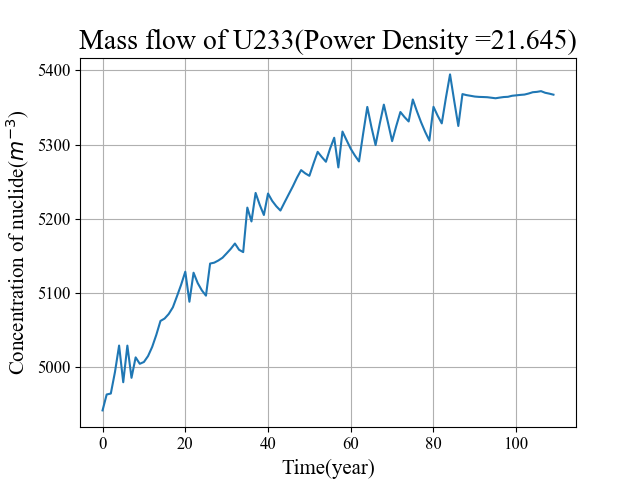 Mass flow of U233(Power Density =21.645)
5400
5300
5200
5100
5000
Concentration of nuclide(m⁻³)
0 20 40 60 80 100
Time(year)